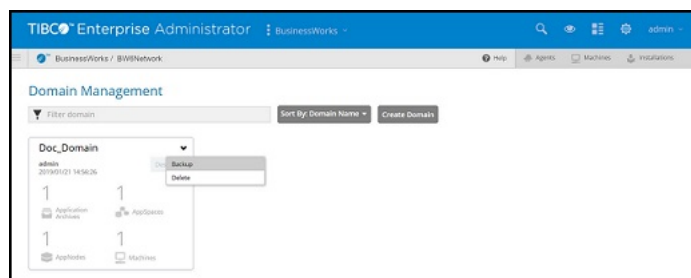 TIBCO Enterprise Administrator BusinessWorks admin
BusinessWorks / BW6Network Help Agents Machines Installations
Domain Management
Filter domain Sort By: Domain Name Create Domain
Doc_Domain
admin
2019/01/21 14:56:26
Backup
Delete
1 1
Application Archives AppSpaces
1 1
AppNodes Machines